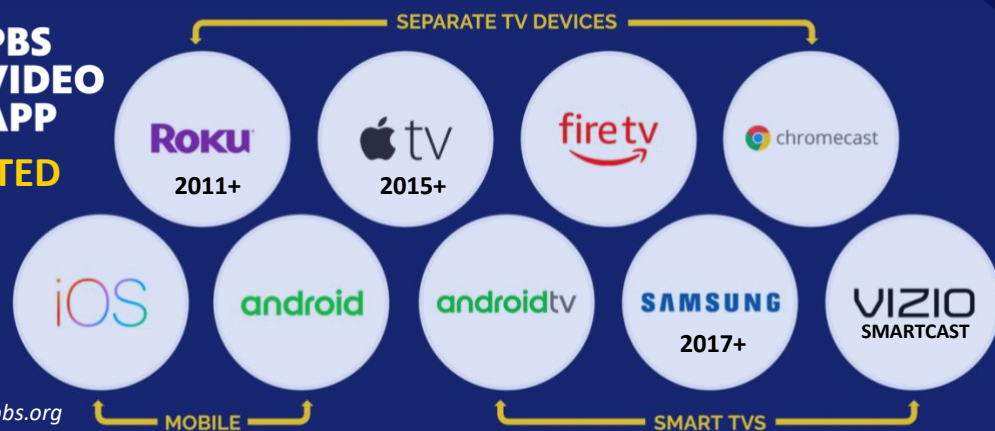 SEPARATE TV DEVICES
PBS
VIDEO
APP
TED
ROKU
2011+
tv
2015+
fire tv
chromecast
iOS
android
androidtv
SAMSUNG
2017+
VIZIO
SMARTCAST
bs.org
MOBILE
SMART TVS